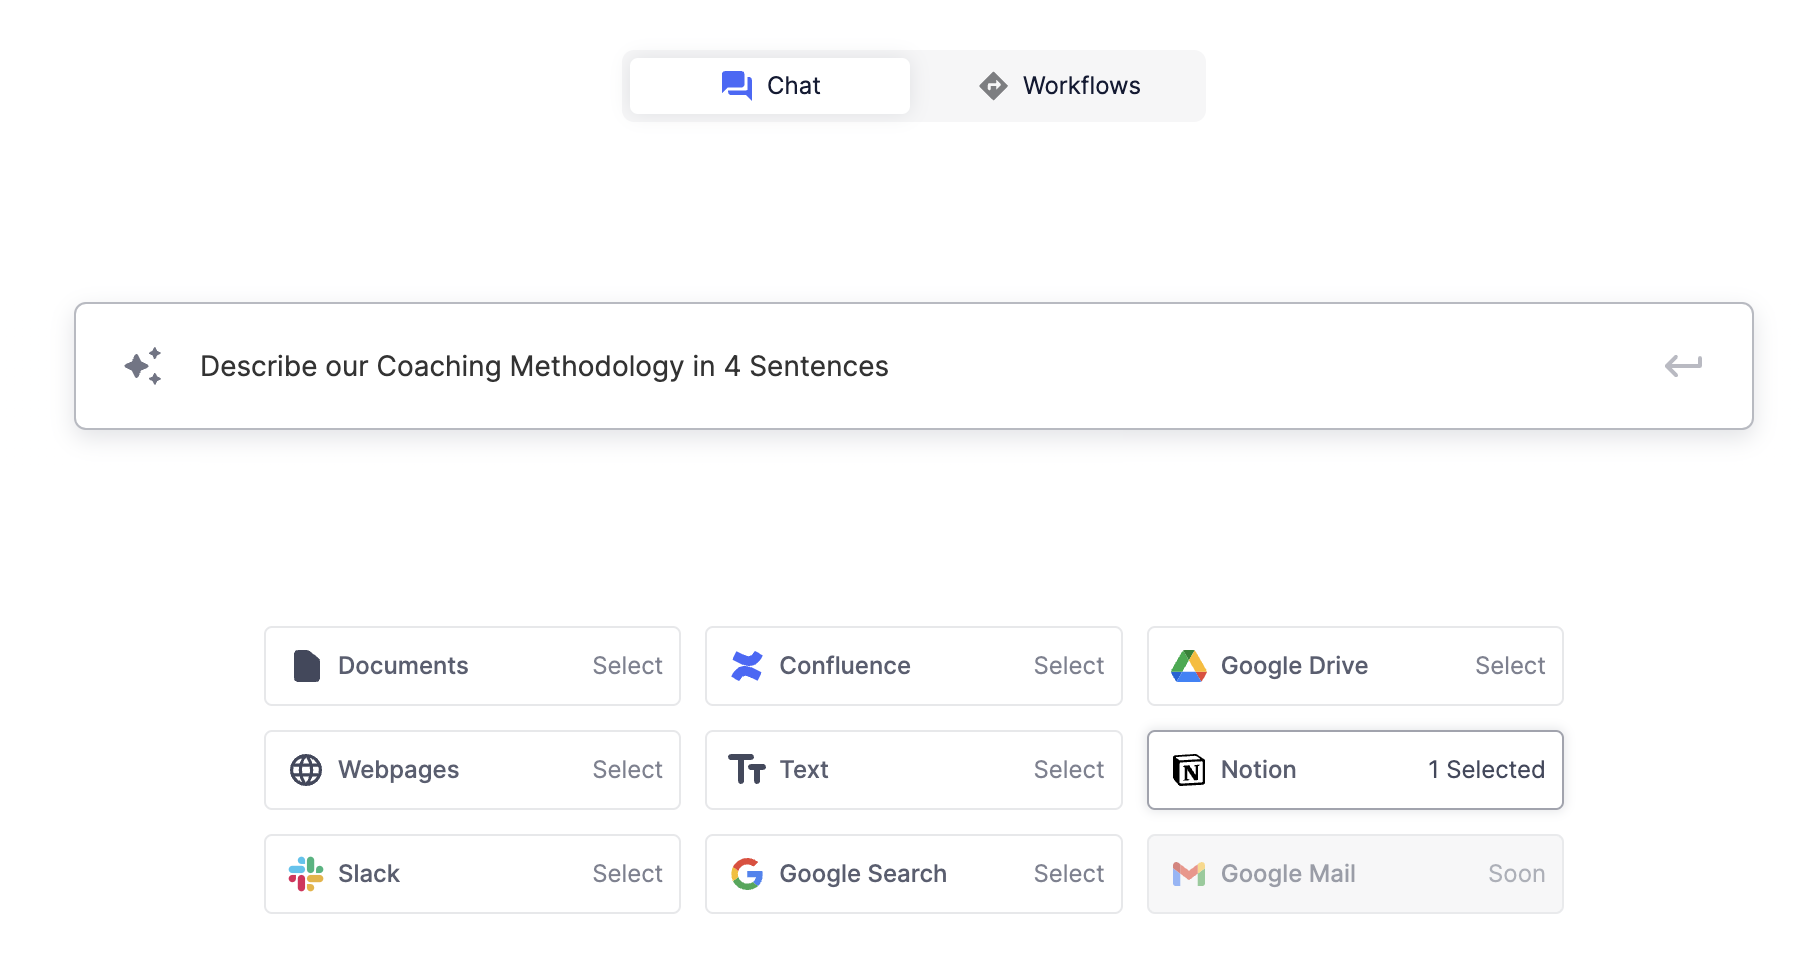 Chat Workflows
Describe our Coaching Methodology in 4 Sentences
Documents Select Confluence Select Google Drive Select
Webpages Select Text Select Notion 1 Selected
Slack Select Google Search Select Google Mail Soon